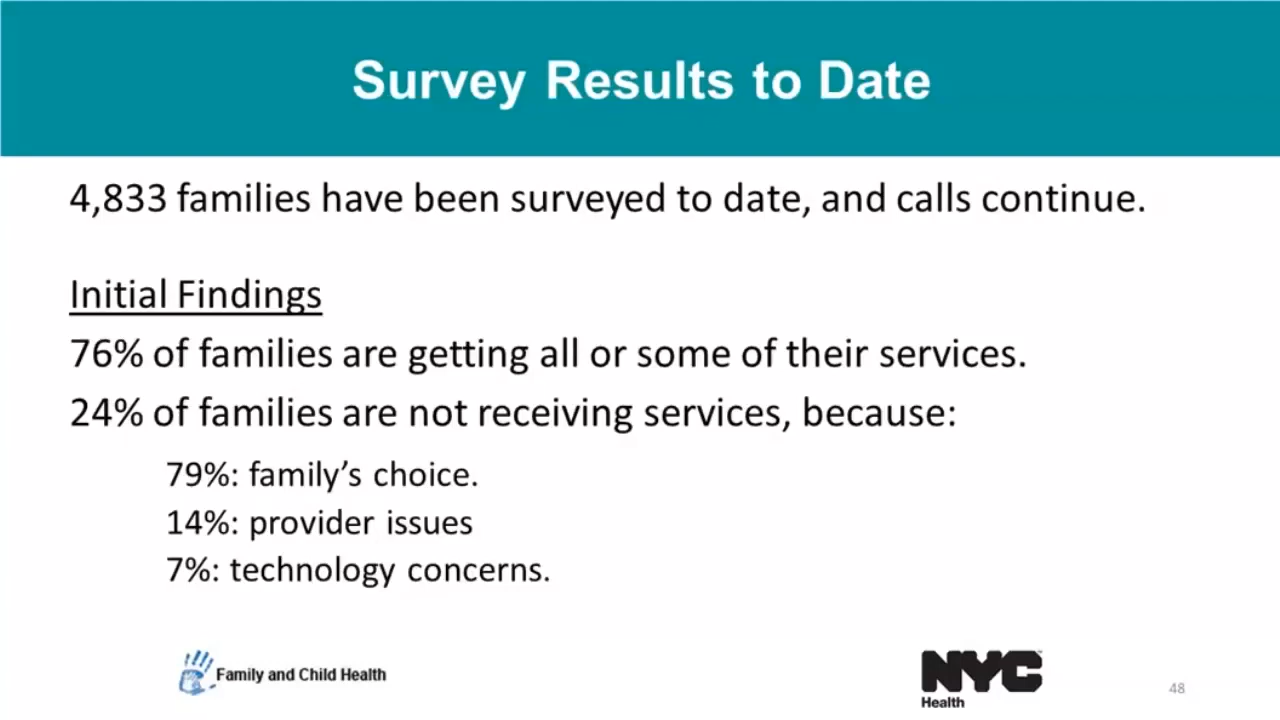 Survey Results to Date
4,833 families have been surveyed to date, and calls continue.
Initial Findings
76% of families are getting all or some of their services.
24% of families are not receiving services, because:
79%: family’s choice.
14%: provider issues
7%: technology concerns.
Family and Child Health
NYC
Health
48